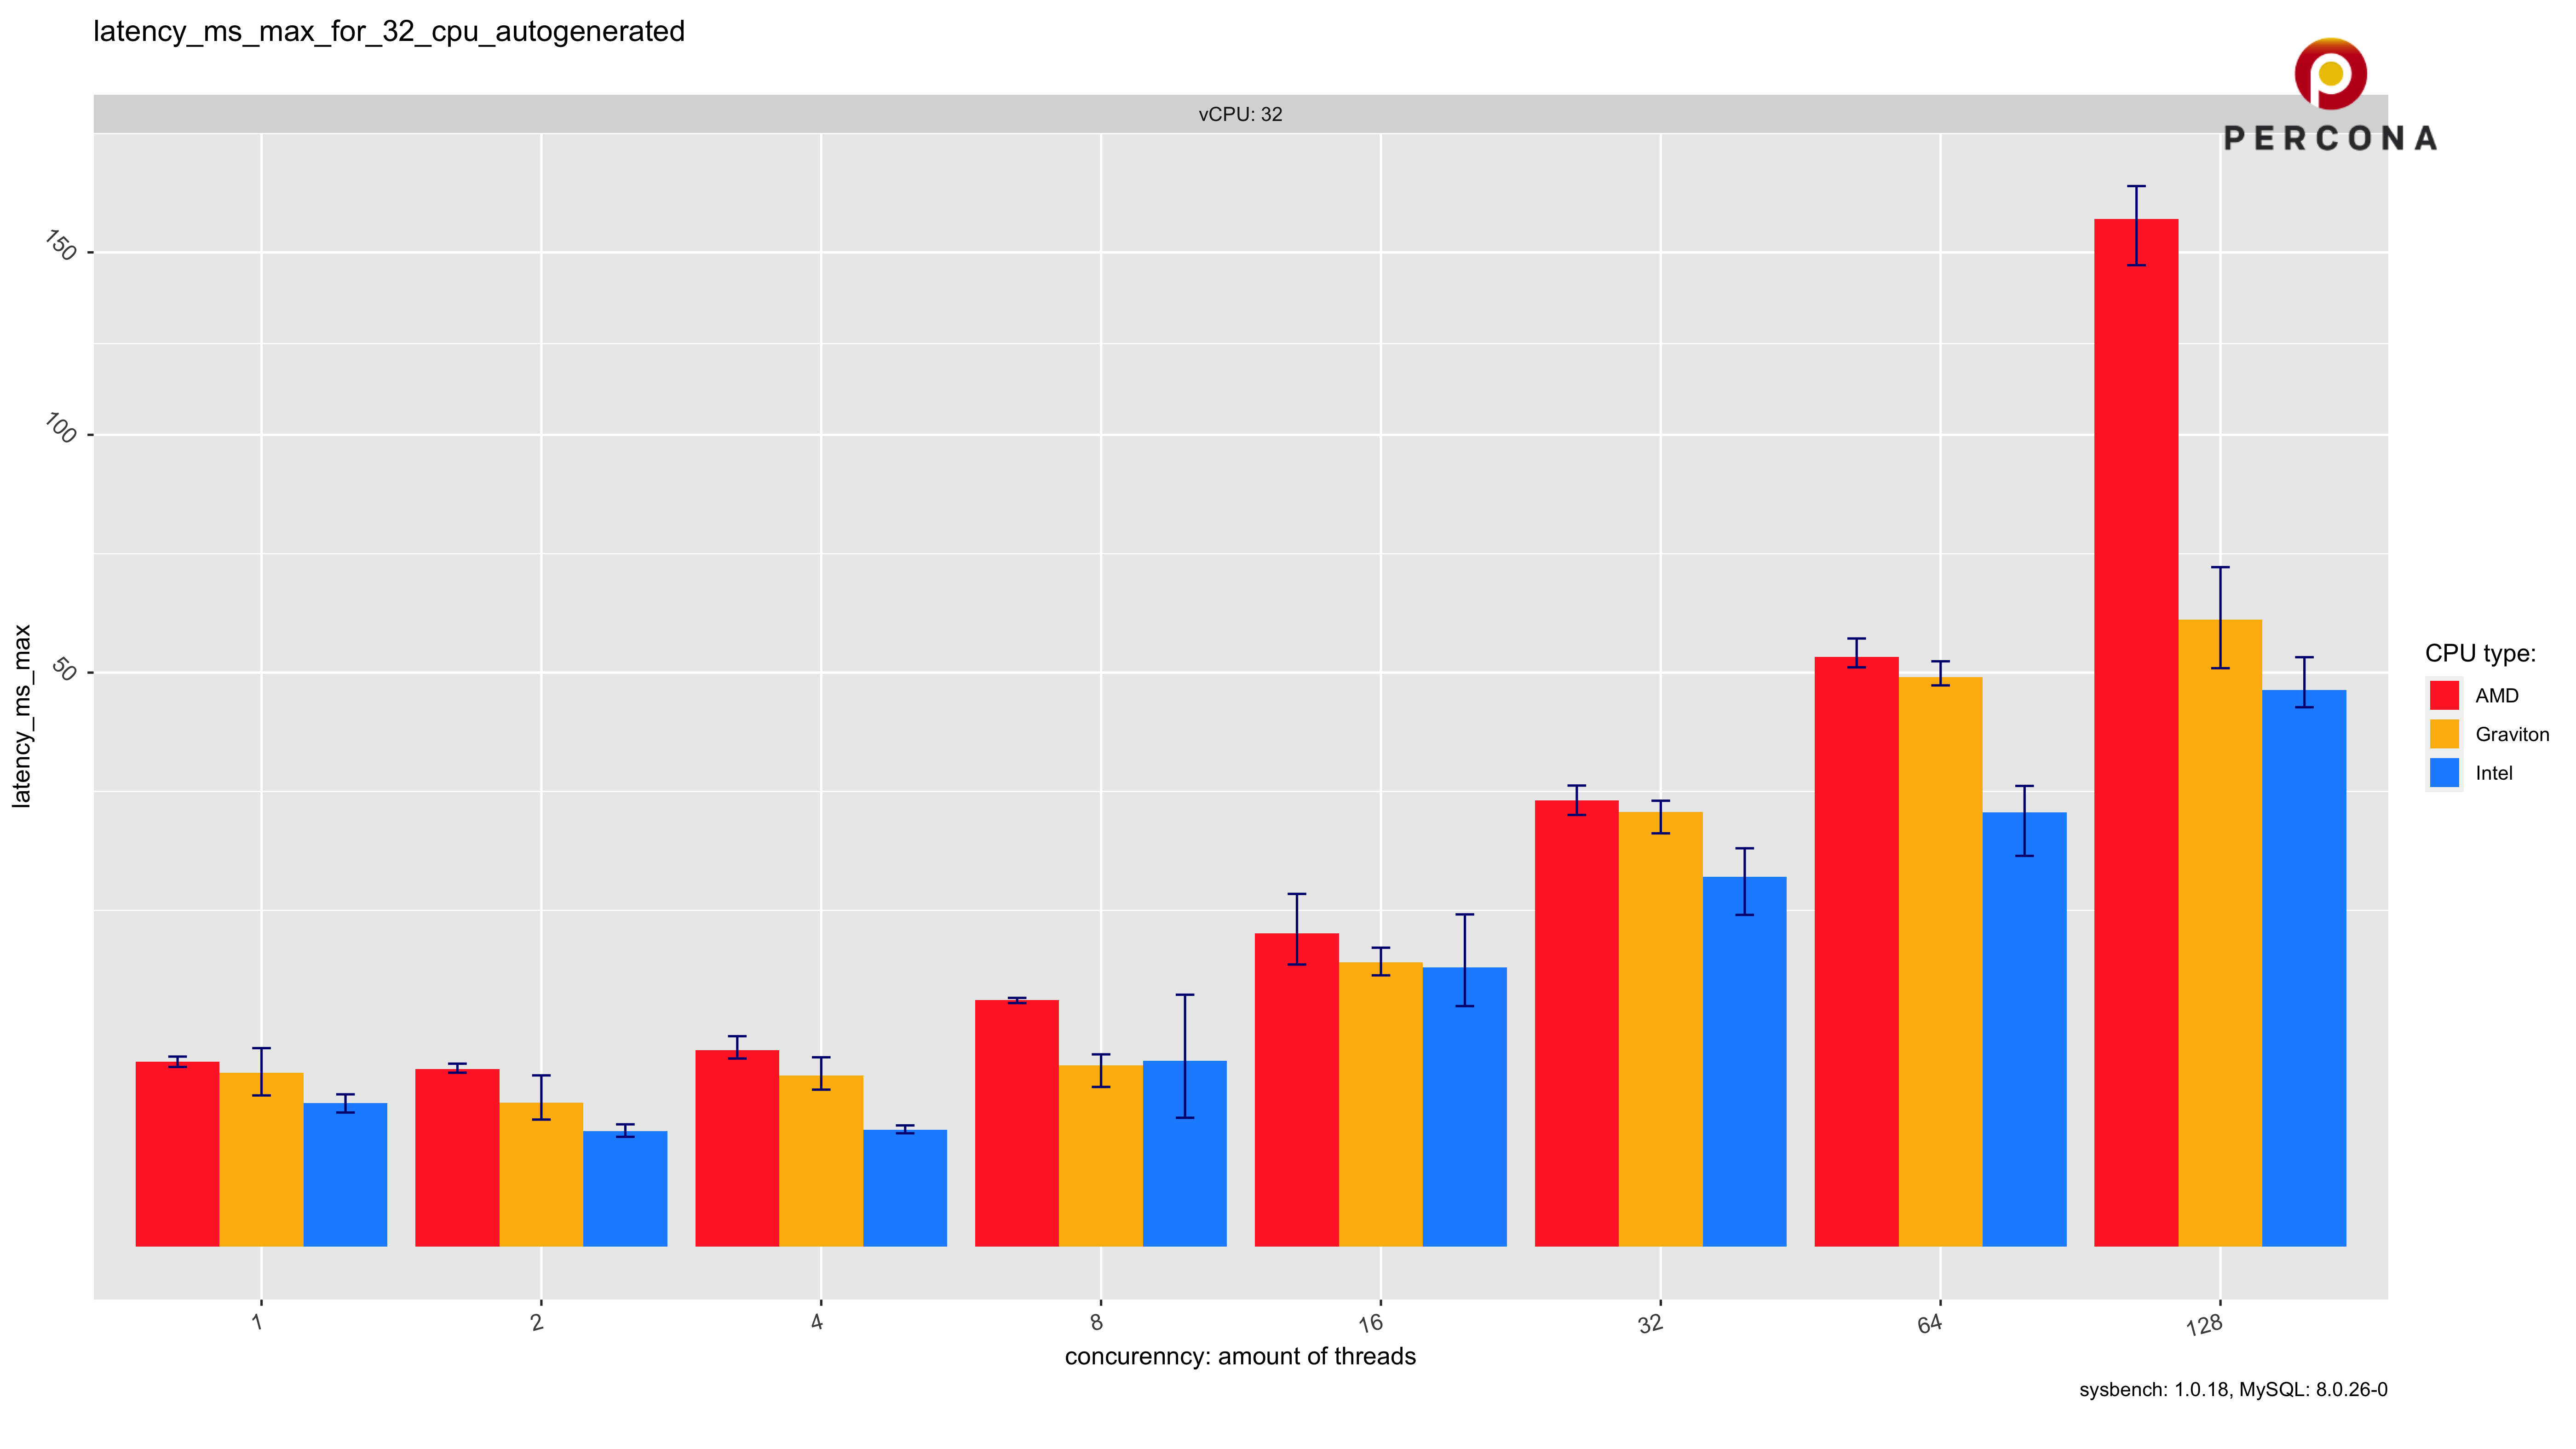 latency_ms_max_for_32_cpu_autogenerated
PERCONA
vCPU: 32
latency_ms_max
150
100
50
1
2
4
8
16
32
64
128
concurenncy: amount of threads
CPU type:
AMD
Graviton
Intel
sysbench: 1.0.18, MySQL: 8.0.26-0